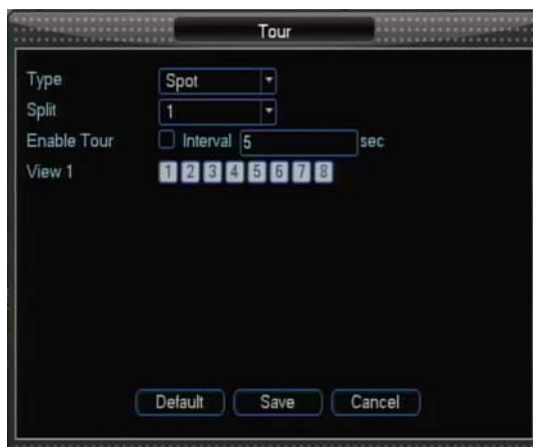 Tour
Type Spot
Split 1
Enable Tour Interval 5 sec
View 1 1 2 3 4 5 6 7 8
Default Save Cancel